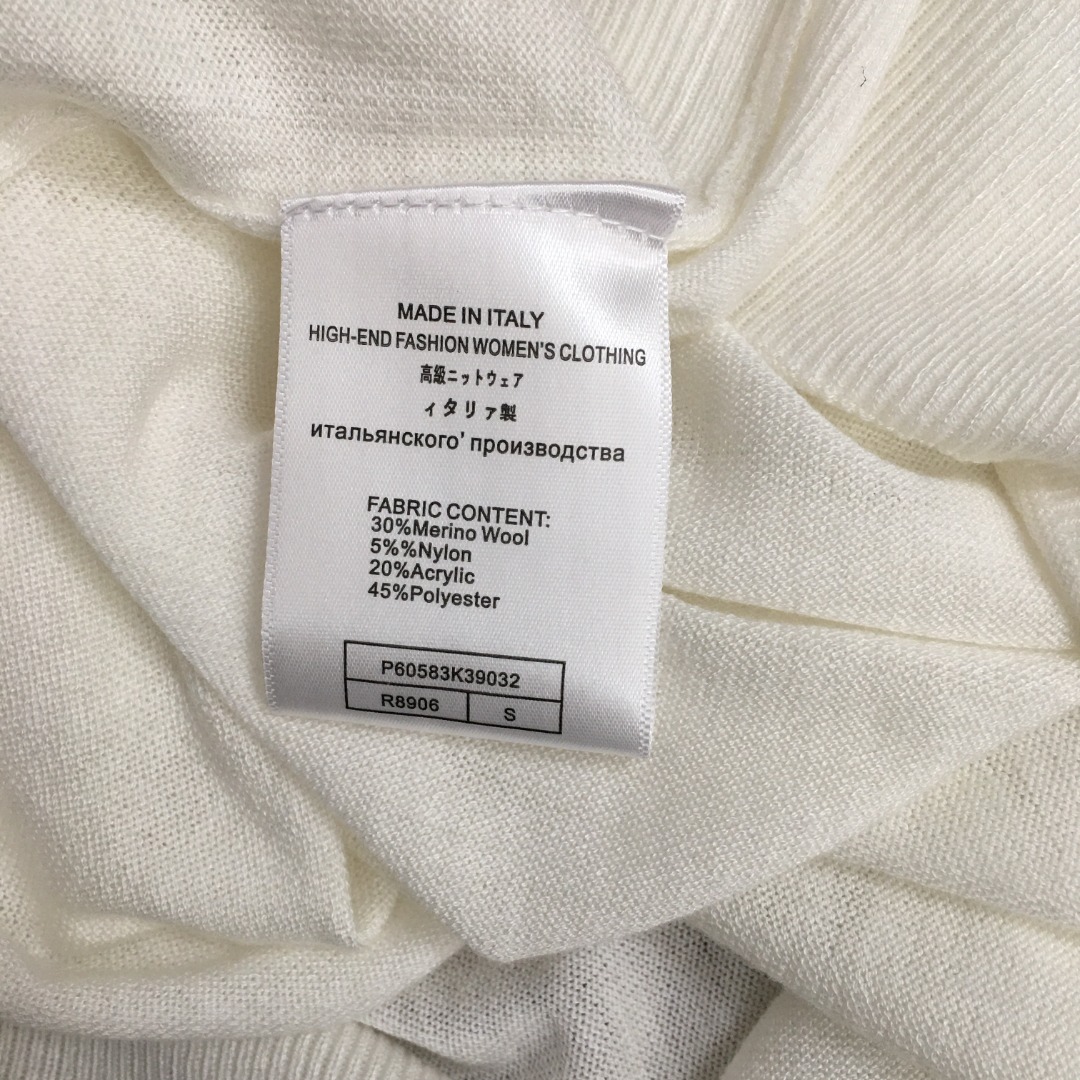 MADE IN ITALY
HIGH-END FASHION WOMEN'S CLOTHING
高級ニットウェア
ィタリァ製
итальянского' производства
FABRIC CONTENT:
30%Merino Wool
5%%Nylon
20%Acrylic
45%Polyester
P60583K39032
R8906 S